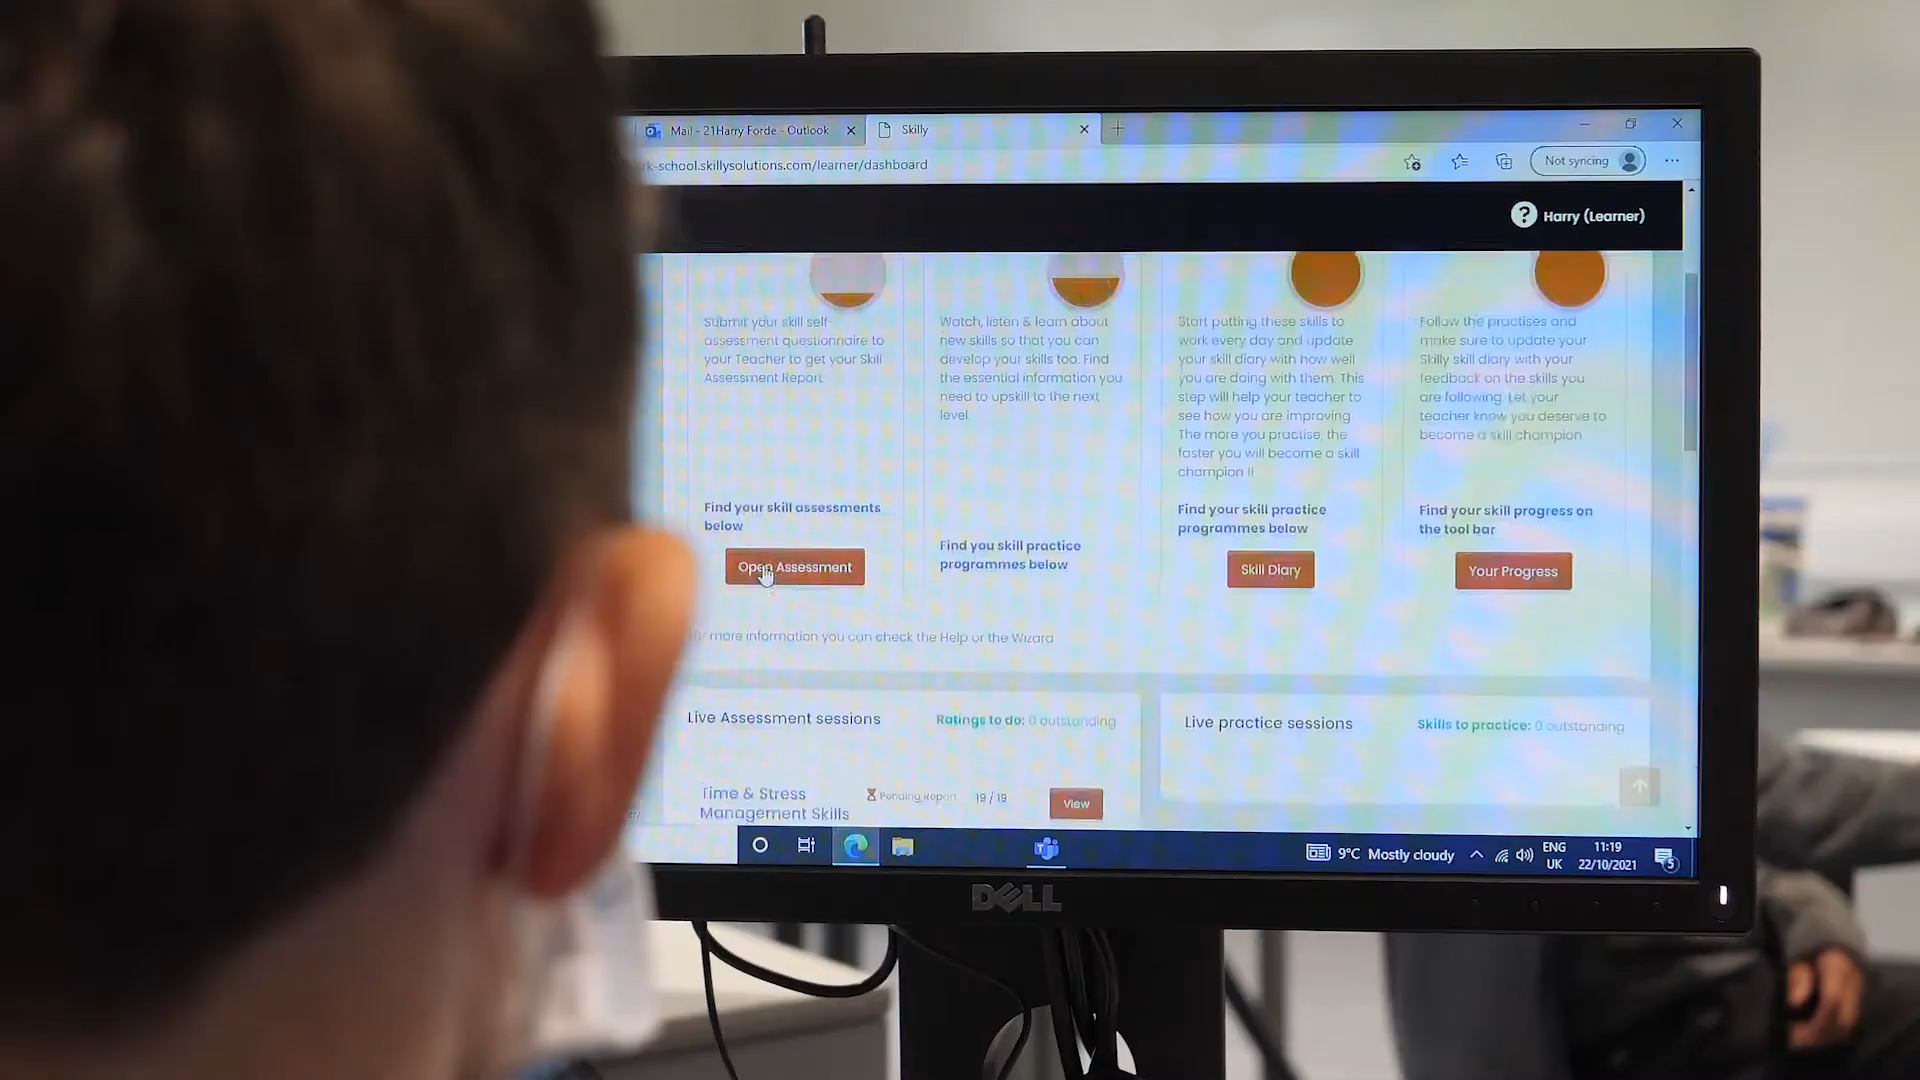 Mail - 21Harry Forde - Outlook
Skilly
rk-school.skillysolutions.com/learner/dashboard
Not syncing
? Harry (Learner)
Submit your skill self-
assessment questionnaire to
your Teacher to get your Skill
Assessment Report
Find your skill assessments
below
Open Assessment
Watch, listen & learn about
new skills so that you can
develop your skills too. Find
the essential information you
need to upskill to the next
level
Find you skill practice
programmes below
Start putting these skills to
work every day and update
your skill diary with how well
you are doing with them. This
step will help your teacher to
see how you are improving
The more you practise, the
faster you will become a skill
champion !!
Find your skill practice
programmes below
Skill Diary
Follow the practises and
make sure to update your
Skilly skill diary with your
feedback on the skills you
are following. Let your
teacher know you deserve to
become a skill champion
Find your skill progress on
the tool bar
Your Progress
more information you can check the Help or the Wizard
Live Assessment sessions
Ratings to do: 0 outstanding
Time & Stress
Management Skills
Pending Report
19 / 19
View
Live practice sessions
Skills to practice: 0 outstanding
9°C Mostly cloudy
ENG
UK
11:19
22/10/2021
5
DELL